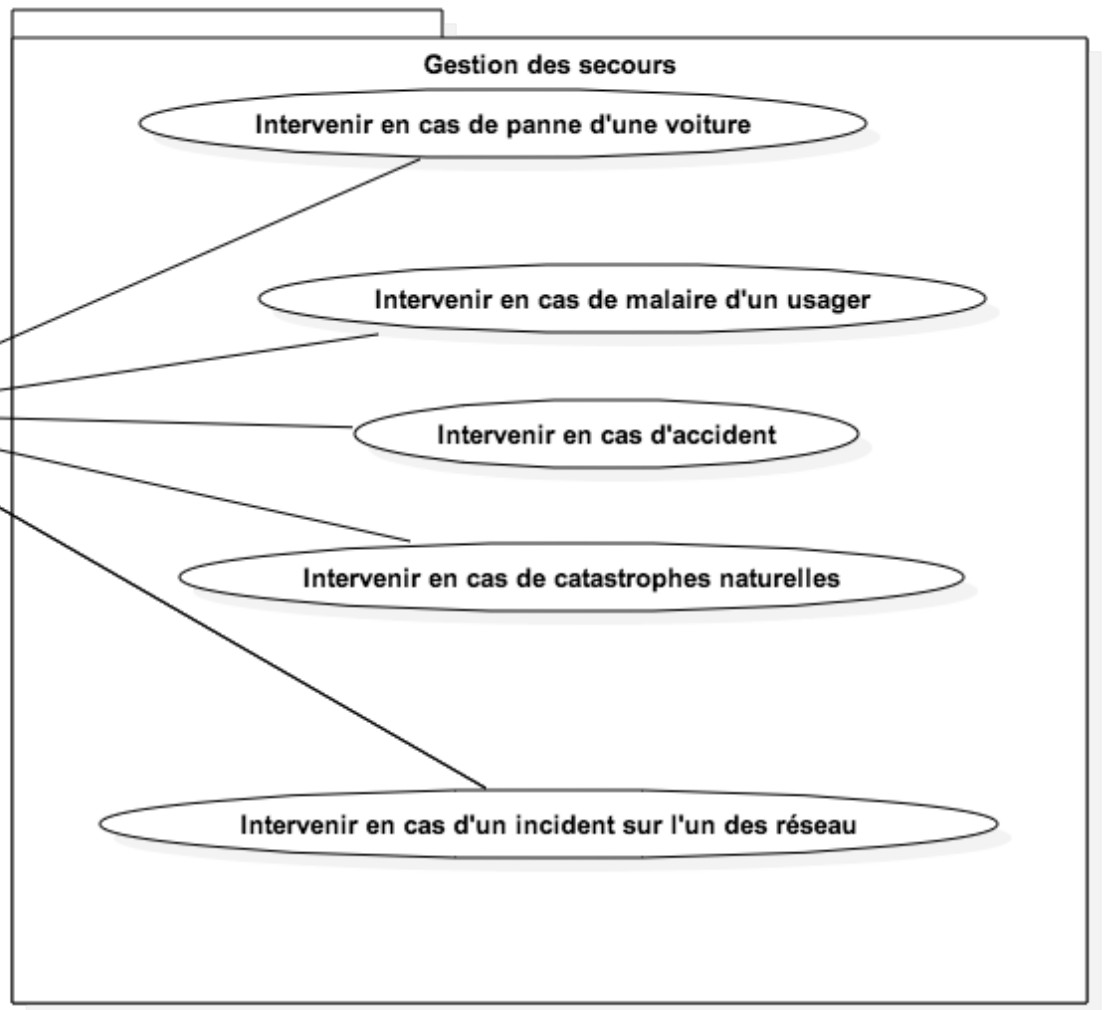 Gestion des secours
Intervenir en cas de panne d'une voiture
Intervenir en cas de malaire d'un usager
Intervenir en cas d'accident
Intervenir en cas de catastrophes naturelles
Intervenir en cas d'un incident sur l'un des réseau